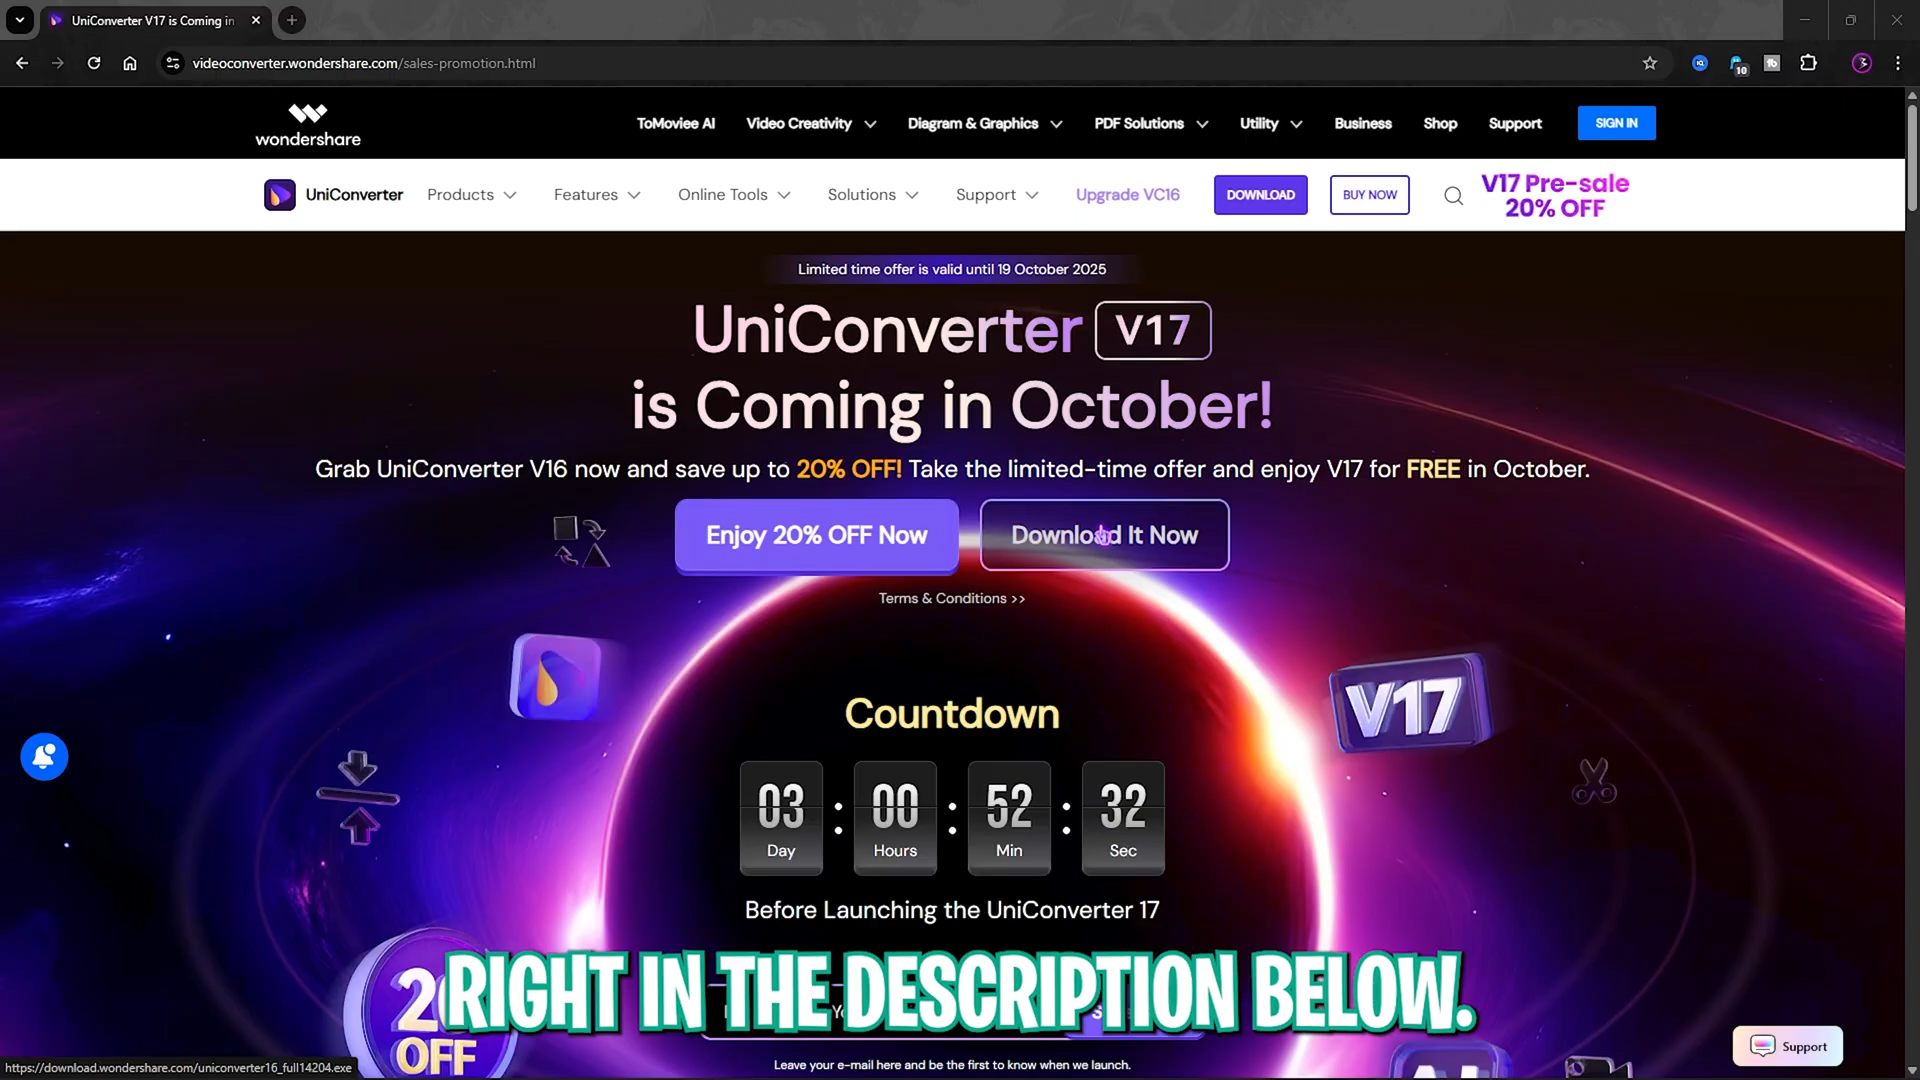 UniConverter V17 is Coming in
videoconverter.wondershare.com/sales-promotion.html
10
wondershare
ToMoviee AI
Video Creativity
Diagram & Graphics
PDF Solutions
Utility
Business
Shop
Support
SIGN IN
UniConverter
Products
Features
Online Tools
Solutions
Support
Upgrade VC16
DOWNLOAD
BUY NOW
V17 Pre-sale
20% OFF
Limited time offer is valid until 19 October 2025
UniConverter V17
is Coming in October!
Grab UniConverter V16 now and save up to 20% OFF! Take the limited-time offer and enjoy V17 for FREE in October.
Enjoy 20% OFF Now
Download It Now
Terms & Conditions >>
V17
Countdown
03 : 00 : 52 : 32
Day Hours Min Sec
Before Launching the UniConverter 17
RIGHT IN THE DESCRIPTION BELOW.
OFF
Support
Leave your e-mail here and be the first to know when we launch.
https://download.wondershare.com/uniconverter16_full14204.exe